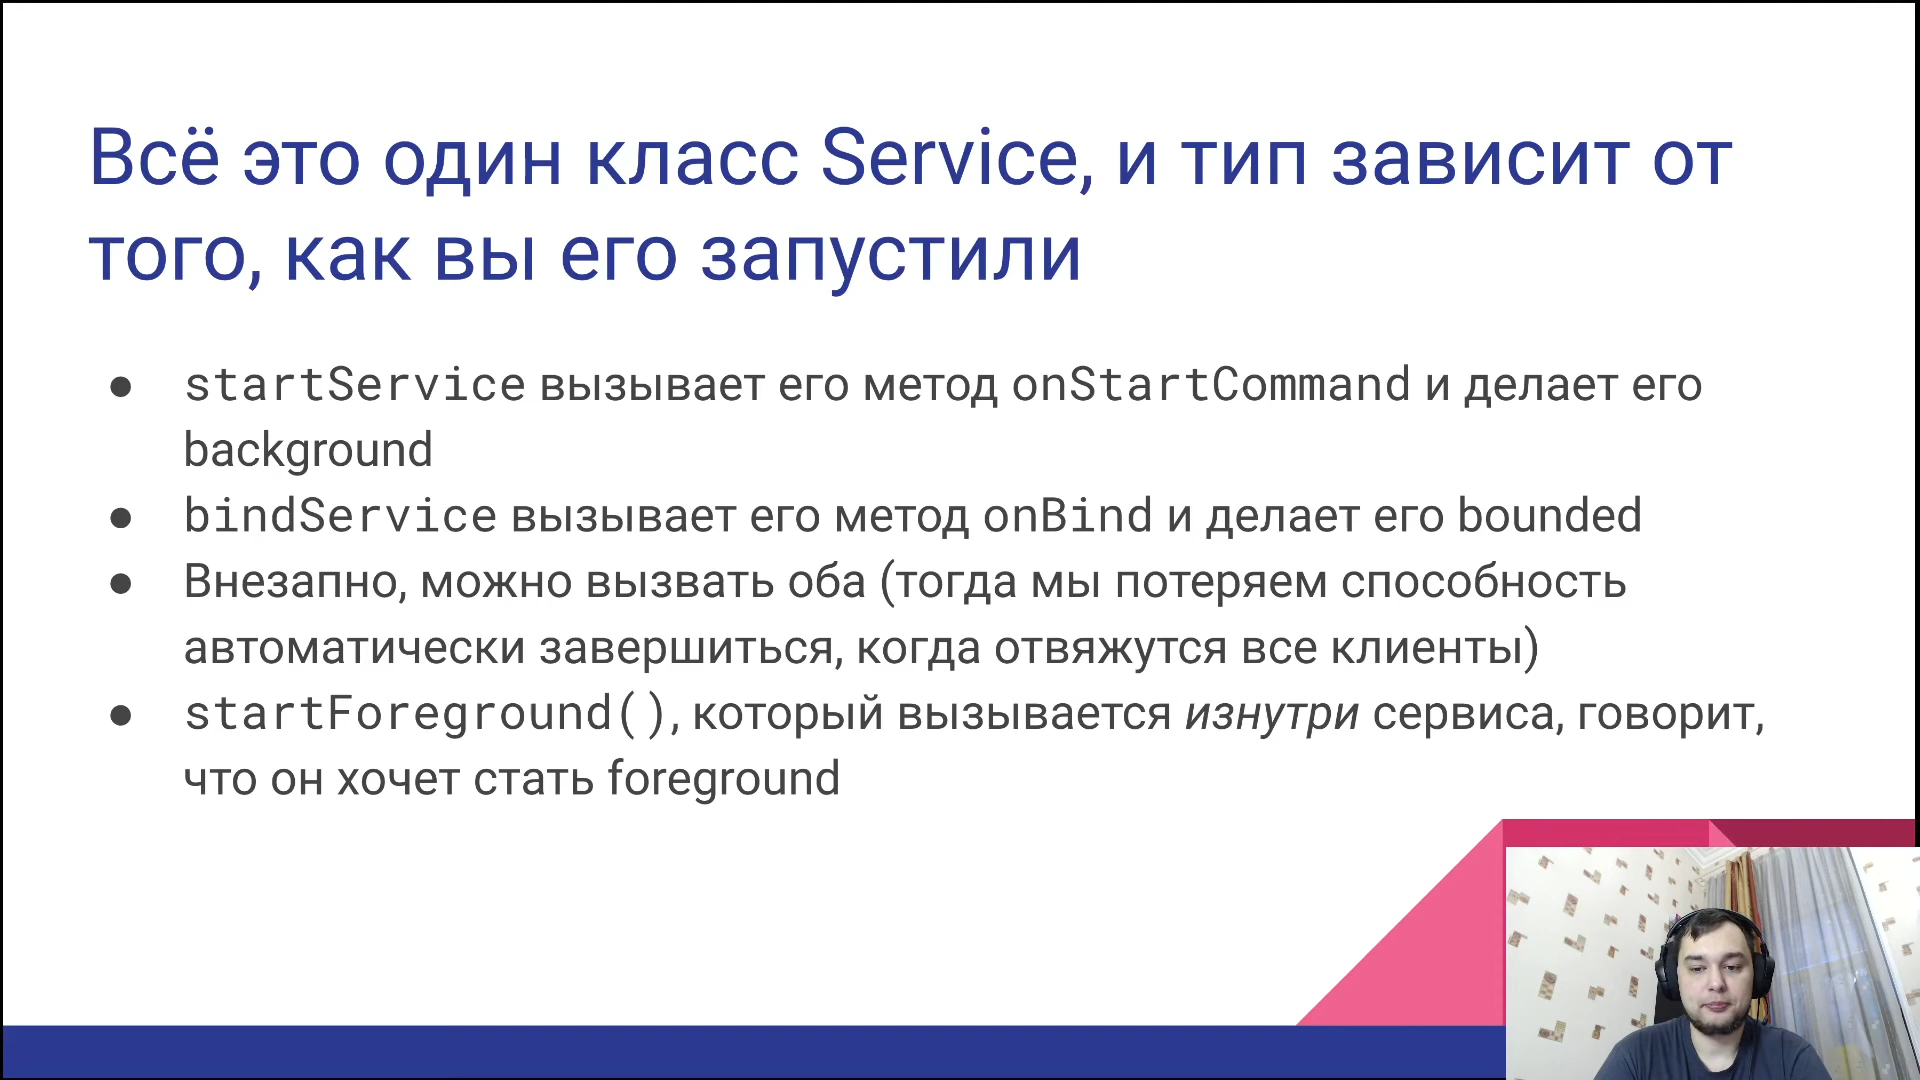 Всё это один класс Service, и тип зависит от
того, как вы его запустили
● startService вызывает его метод onStartCommand и делает его
background
● bindService вызывает его метод onBind и делает его bounded
● Внезапно, можно вызвать оба (тогда мы потеряем способность
автоматически завершиться, когда отвяжутся все клиенты)
● startForeground(), который вызывается изнутри сервиса, говорит,
что он хочет стать foreground